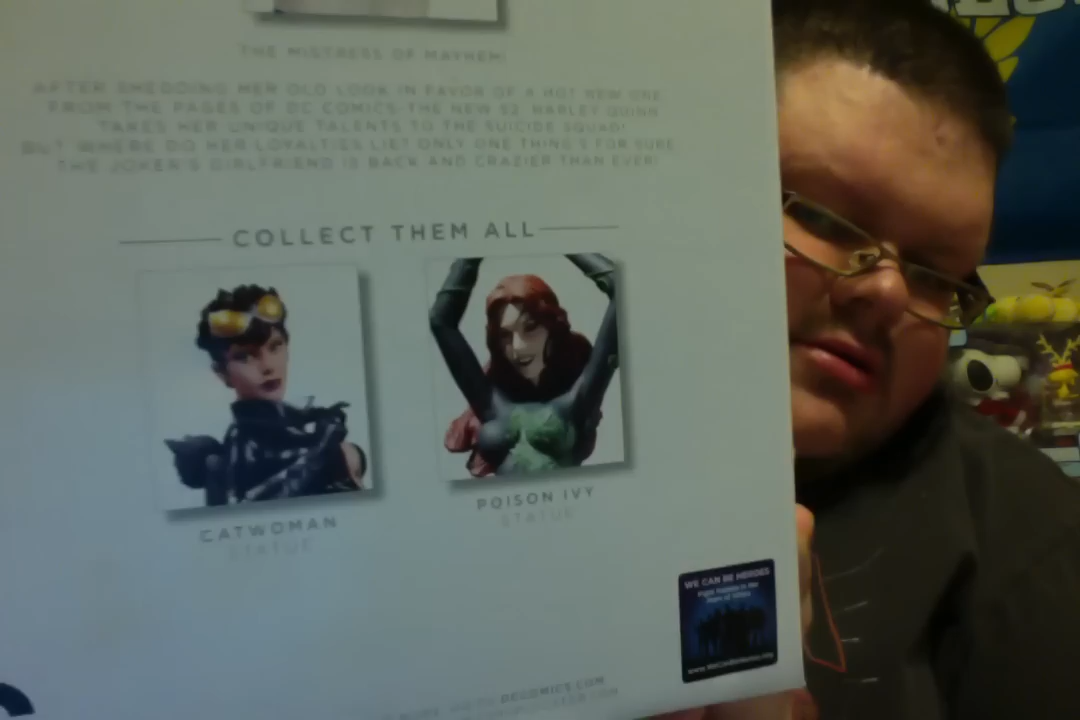 THE MISTRESS OF MAYHEM!
AFTER SHEDDING HER OLD LOOK IN FAVOR OF A HOT NEW ONE
FROM THE PAGES OF DC COMICS-THE NEW 52, HARLEY QUINN
TAKES HER UNIQUE TALENTS TO THE SUICIDE SQUAD!
BUT WHERE DO HER LOYALTIES LIE? ONLY ONE THING'S FOR SURE
THE JOKER'S GIRLFRIEND IS BACK AND CRAZIER THAN EVER!
COLLECT THEM ALL
CATWOMAN
STATUE
POISON IVY
STATUE
WE CAN BE HEROES
DCCOMICS.COM